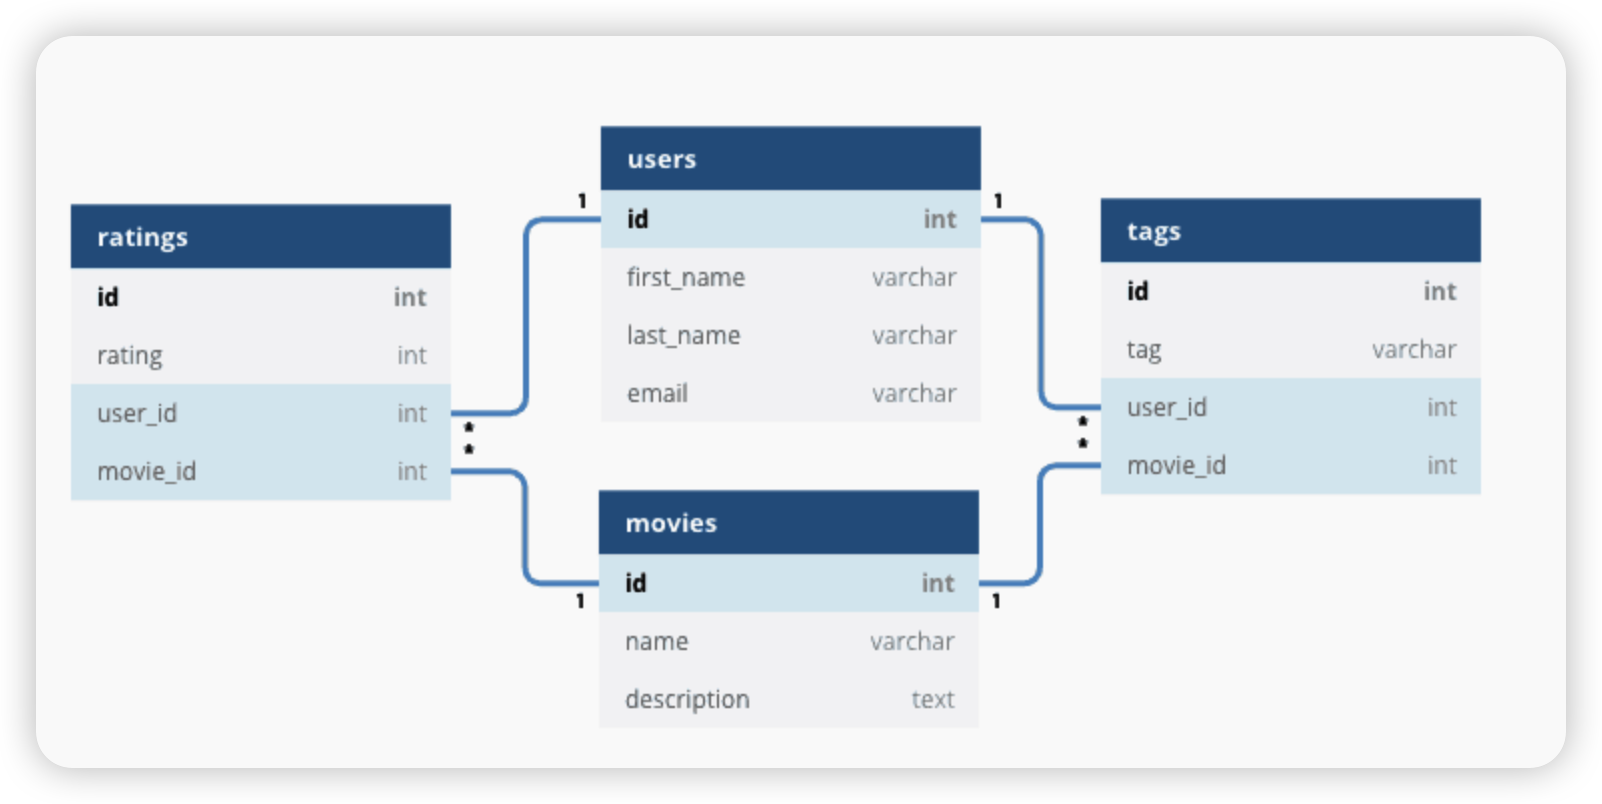 ratings
id int
rating int
user_id int
movie_id int
*
*
1
users
id int
first_name varchar
last_name varchar
email varchar
1
1
movies
id int
name varchar
description text
1
tags
id int
tag varchar
user_id int
movie_id int
*
*